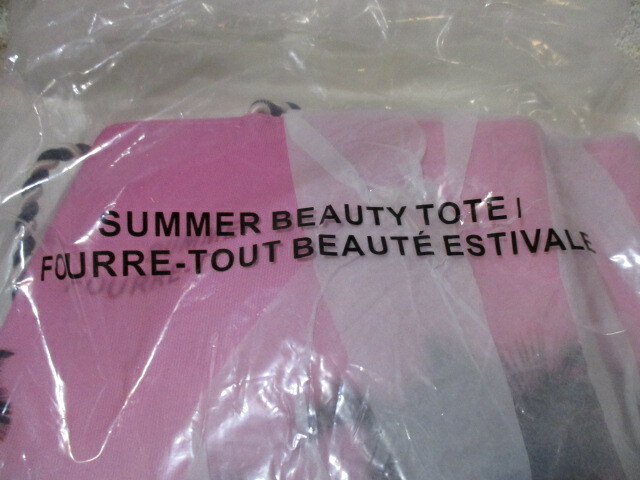 SUMMER BEAUTY TOTE |
FOURRE-TOUT BEAUTÉ ESTIVALE